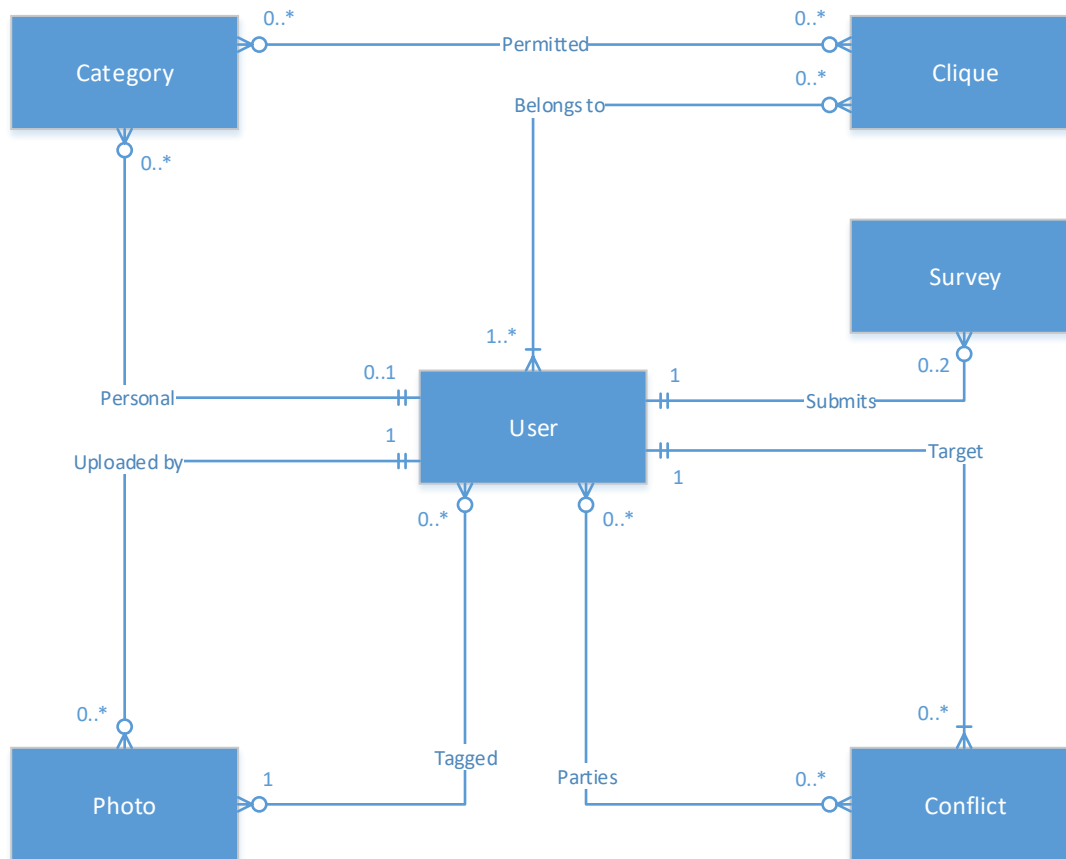 0..*
0..*
Category
Permitted
Clique
0..*
Belongs to
0..*
Survey
1..*
0..1
1
0..2
Personal
Submits
User
1
Uploaded by
Target
1
0..*
0..*
0..*
0..*
Tagged
1
Parties
0..*
Photo
Conflict